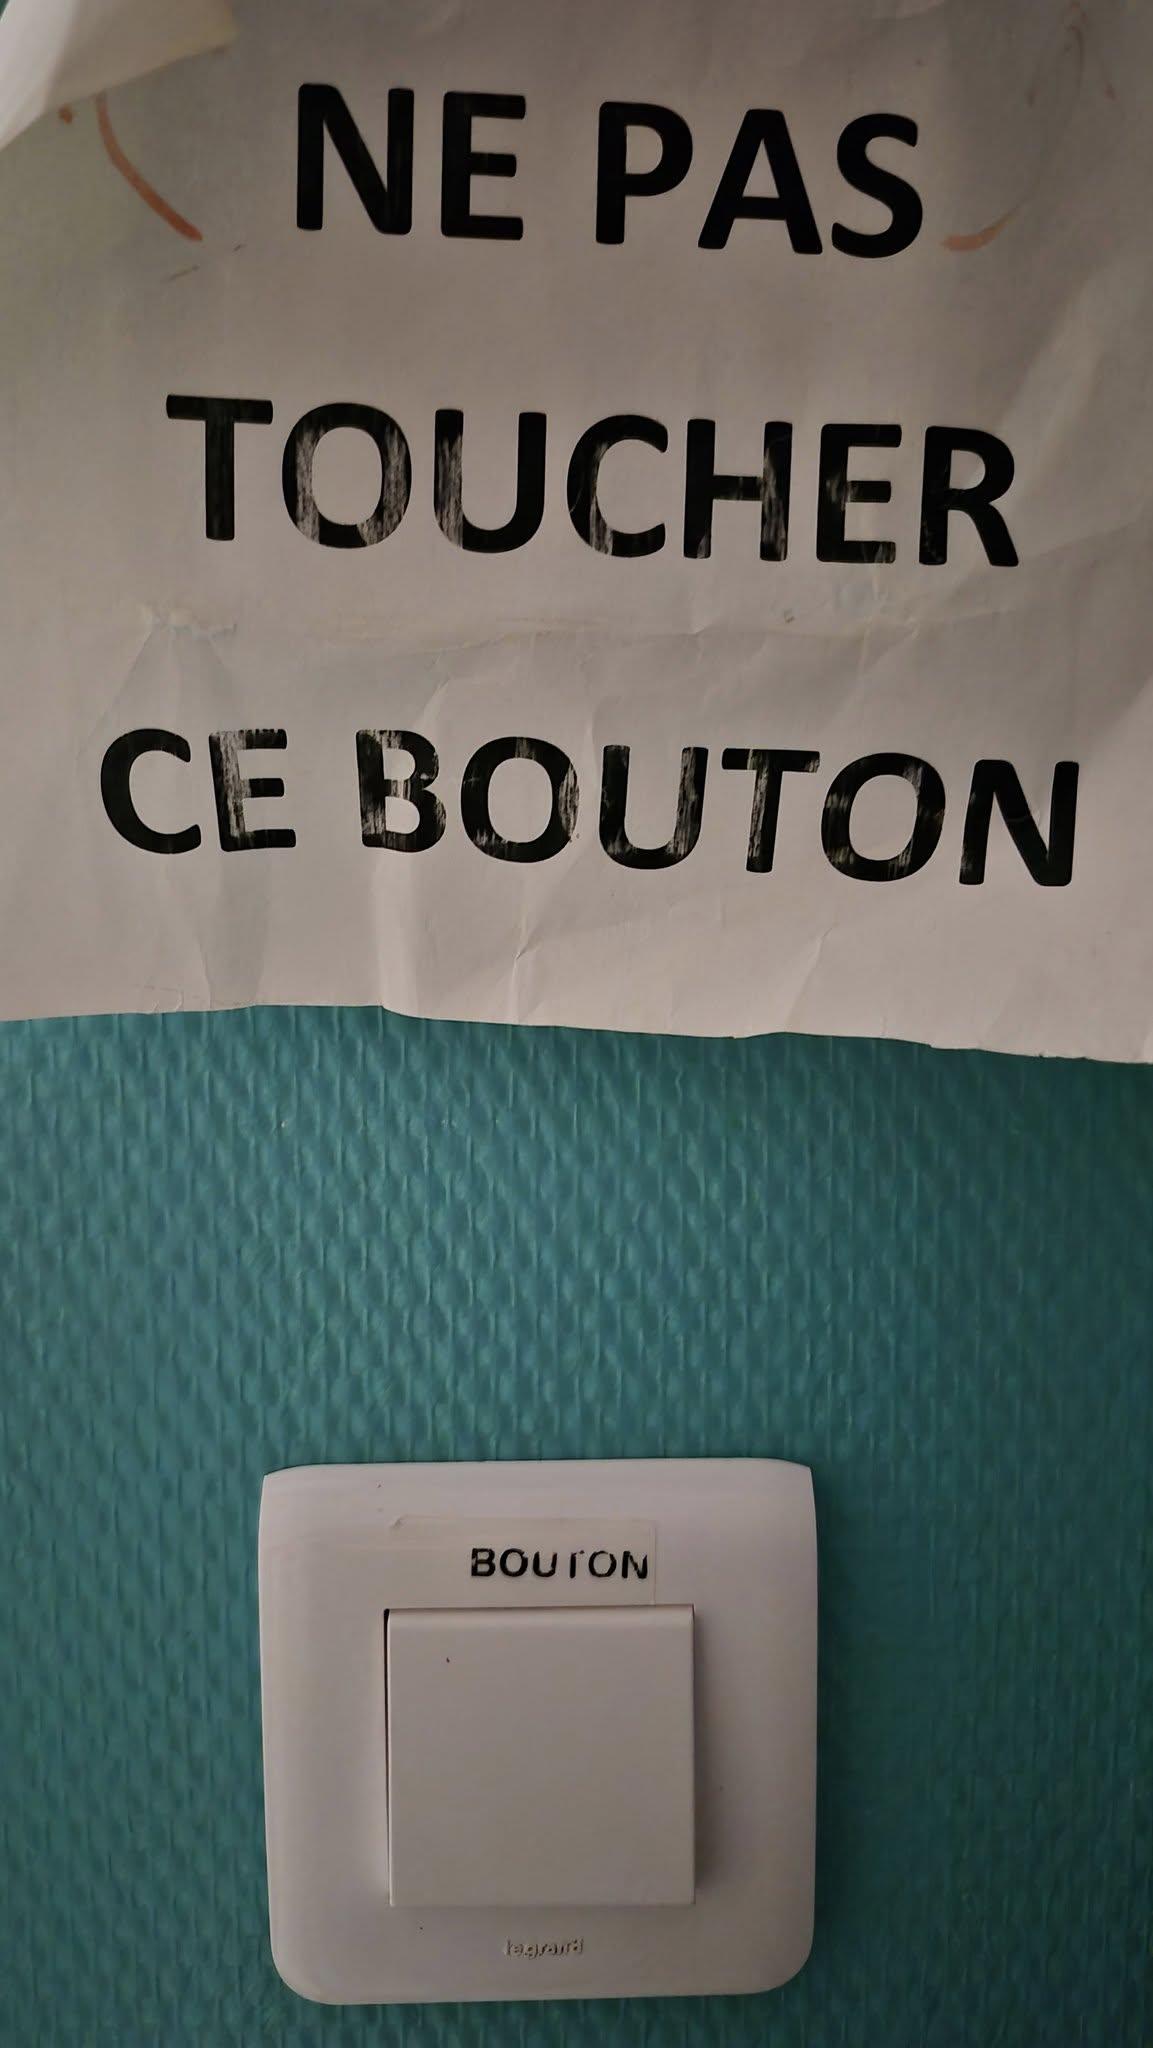 NE PAS
TOUCHER
CE BOUTON
BOUTON
legrand